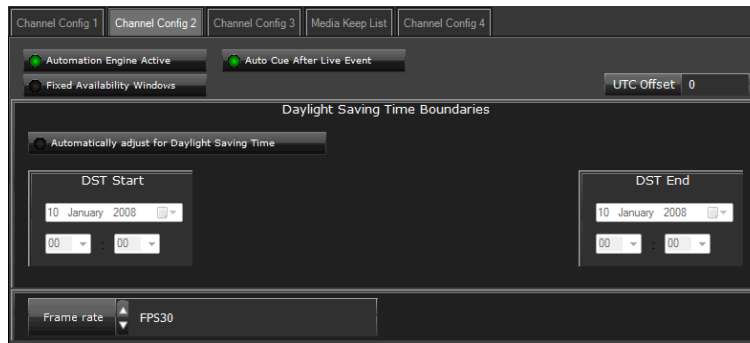 Channel Config 1 Channel Config 2 Channel Config 3 Media Keep List Channel Config 4
Automation Engine Active Auto Cue After Live Event
Fixed Availability Windows UTC Offset 0
Daylight Saving Time Boundaries
Automatically adjust for Daylight Saving Time
DST Start DST End
10 January 2008 10 January 2008
00 : 00 00 : 00
Frame rate FPS30